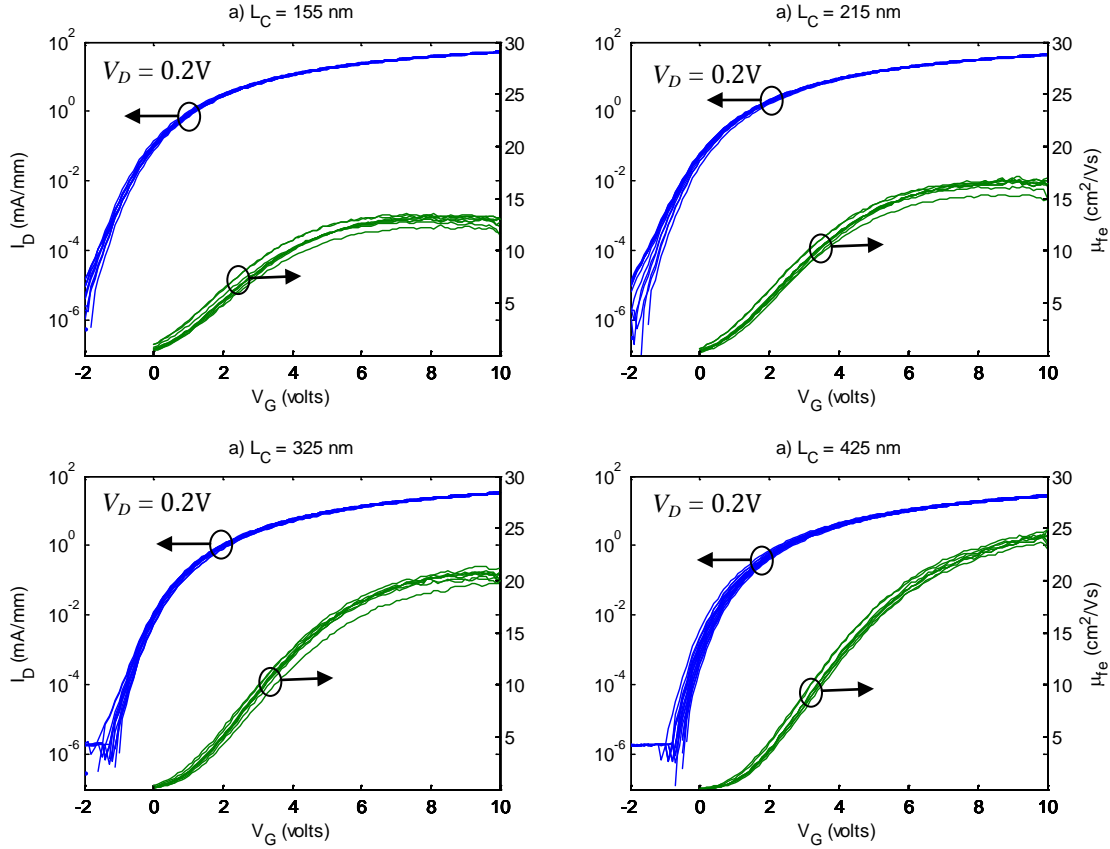 a) L_C = 155 nm
a) L_C = 215 nm
V_D = 0.2V
V_D = 0.2V
I_D (mA/mm)
10^2
10^0
10^-2
10^-4
10^-6
30
25
20
15
10
5
10^2
10^0
10^-2
10^-4
10^-6
30
25
20
15
10
5
μ_fe (cm^2/Vs)
-2 0 2 4 6 8 10
-2 0 2 4 6 8 10
V_G (volts)
V_G (volts)
a) L_C = 325 nm
a) L_C = 425 nm
V_D = 0.2V
V_D = 0.2V
I_D (mA/mm)
10^2
10^0
10^-2
10^-4
10^-6
30
25
20
15
10
5
10^2
10^0
10^-2
10^-4
10^-6
30
25
20
15
10
5
μ_fe (cm^2/Vs)
-2 0 2 4 6 8 10
-2 0 2 4 6 8 10
V_G (volts)
V_G (volts)